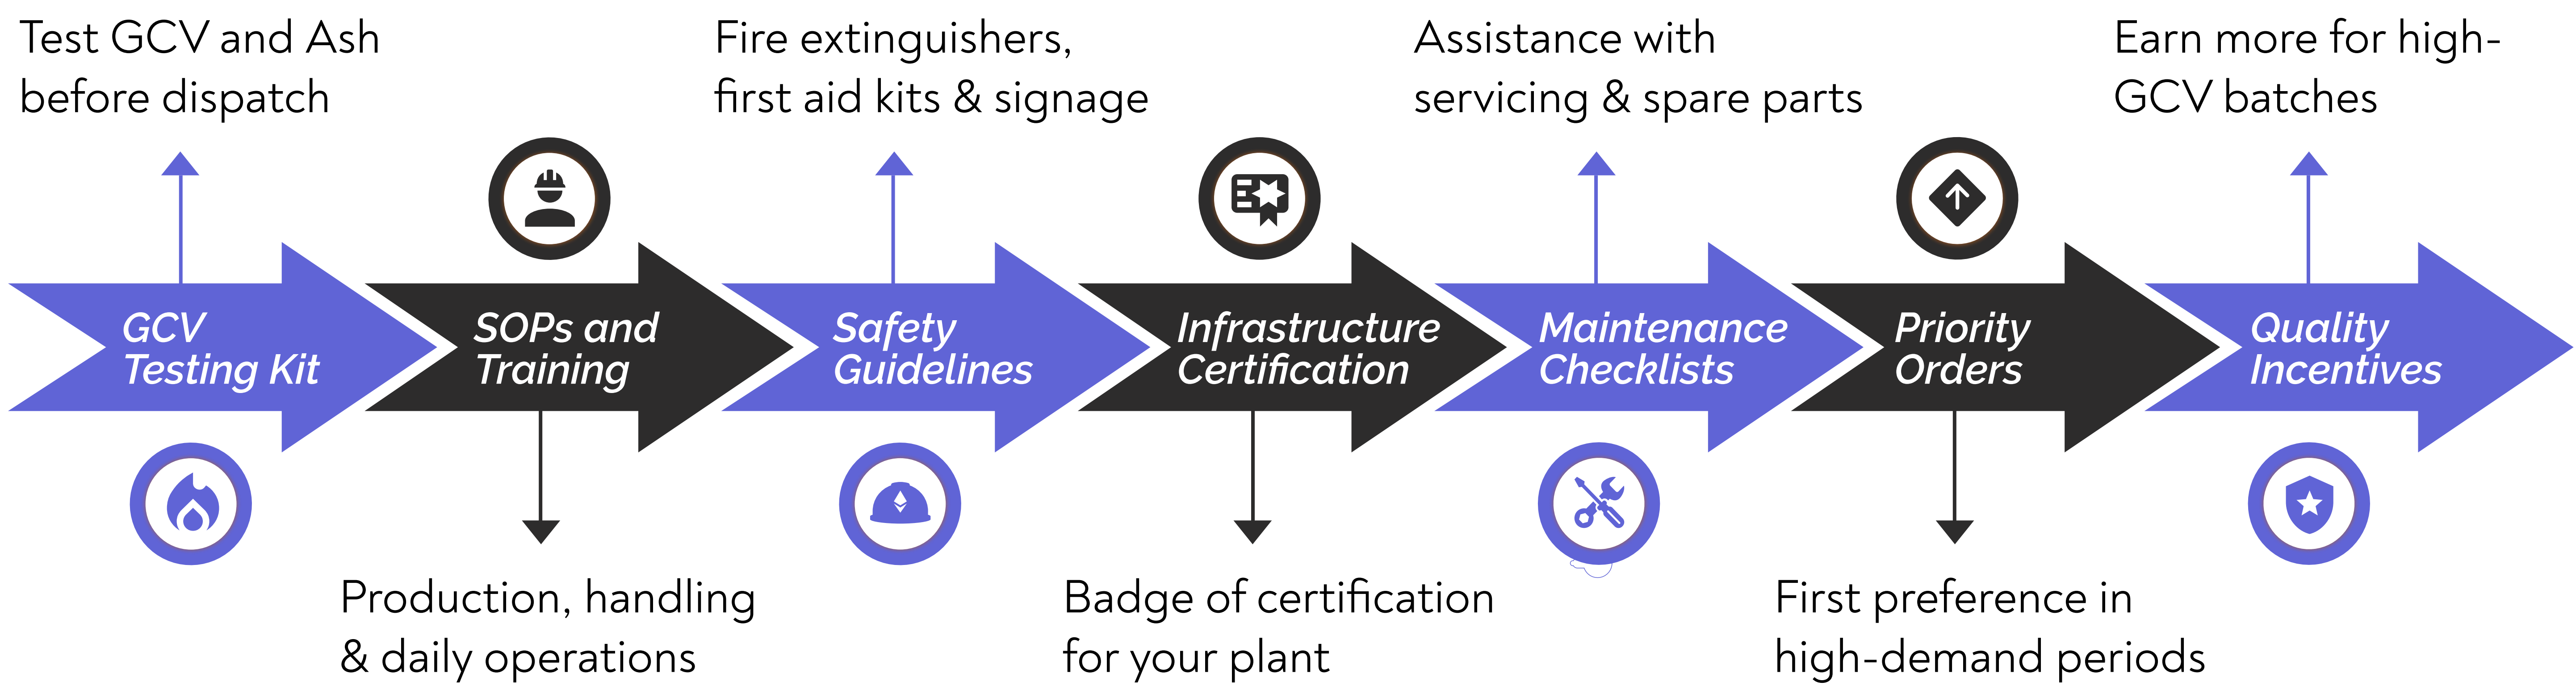 Test GCV and Ash
before dispatch
Fire extinguishers,
first aid kits & signage
Assistance with
servicing & spare parts
Earn more for high-
GCV batches
GCV
Testing Kit
SOPs and
Training
Safety
Guidelines
Infrastructure
Certification
Maintenance
Checklists
Priority
Orders
Quality
Incentives
Production, handling
& daily operations
Badge of certification
for your plant
First preference in
high-demand periods